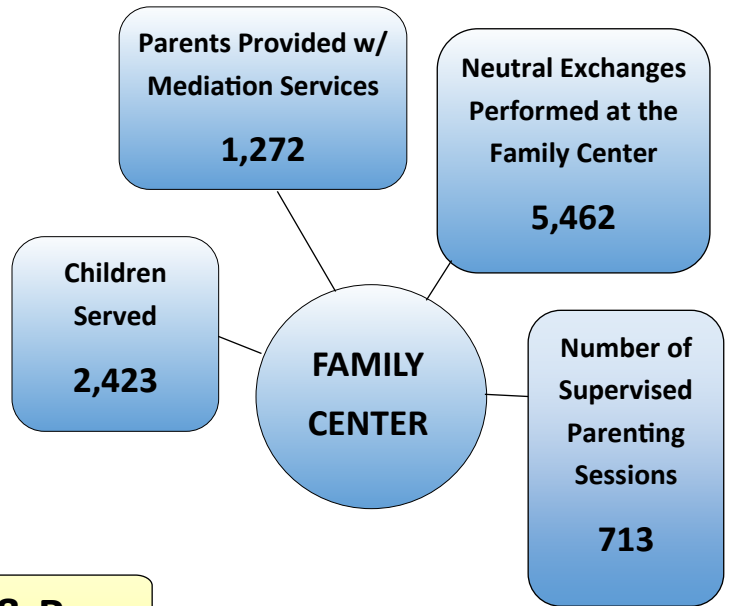 Parents Provided w/
Mediation Services
1,272
Neutral Exchanges
Performed at the
Family Center
5,462
Children
Served
2,423
FAMILY
CENTER
Number of
Supervised
Parenting
Sessions
713